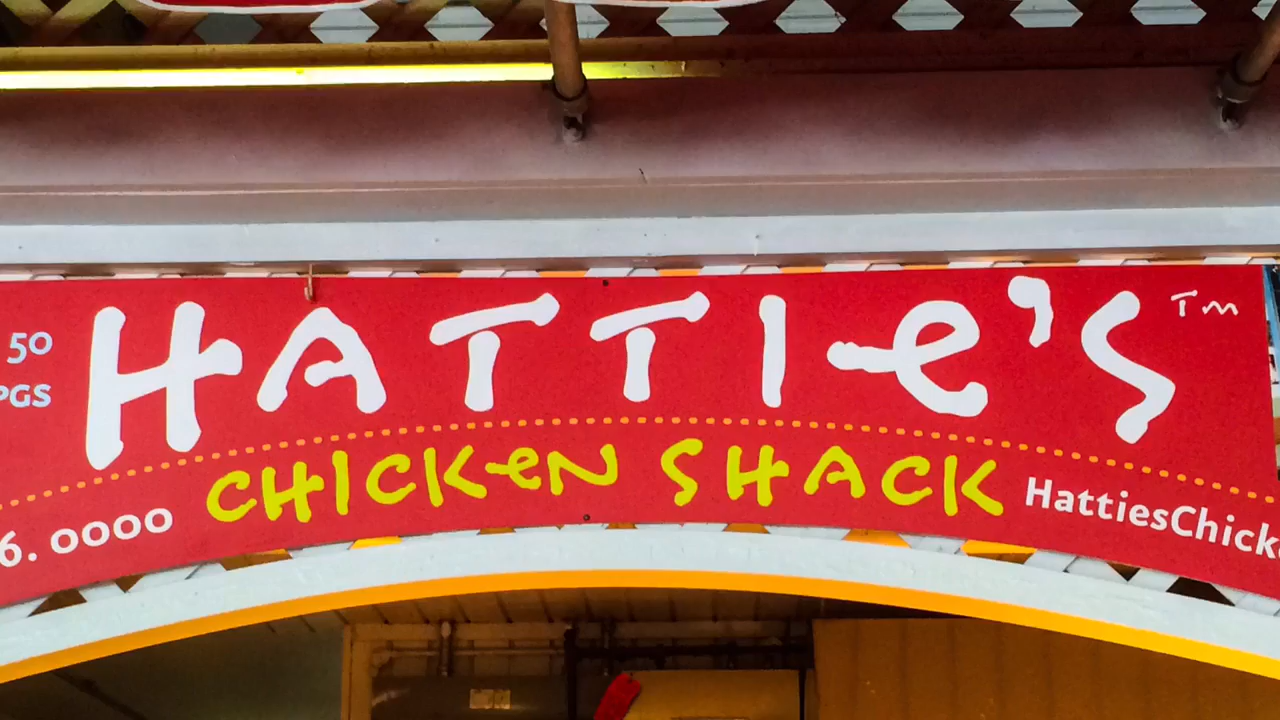 50
PGS
HATTIe'S TM
CHICKeN SHACK
6. 0000
HattiesChick